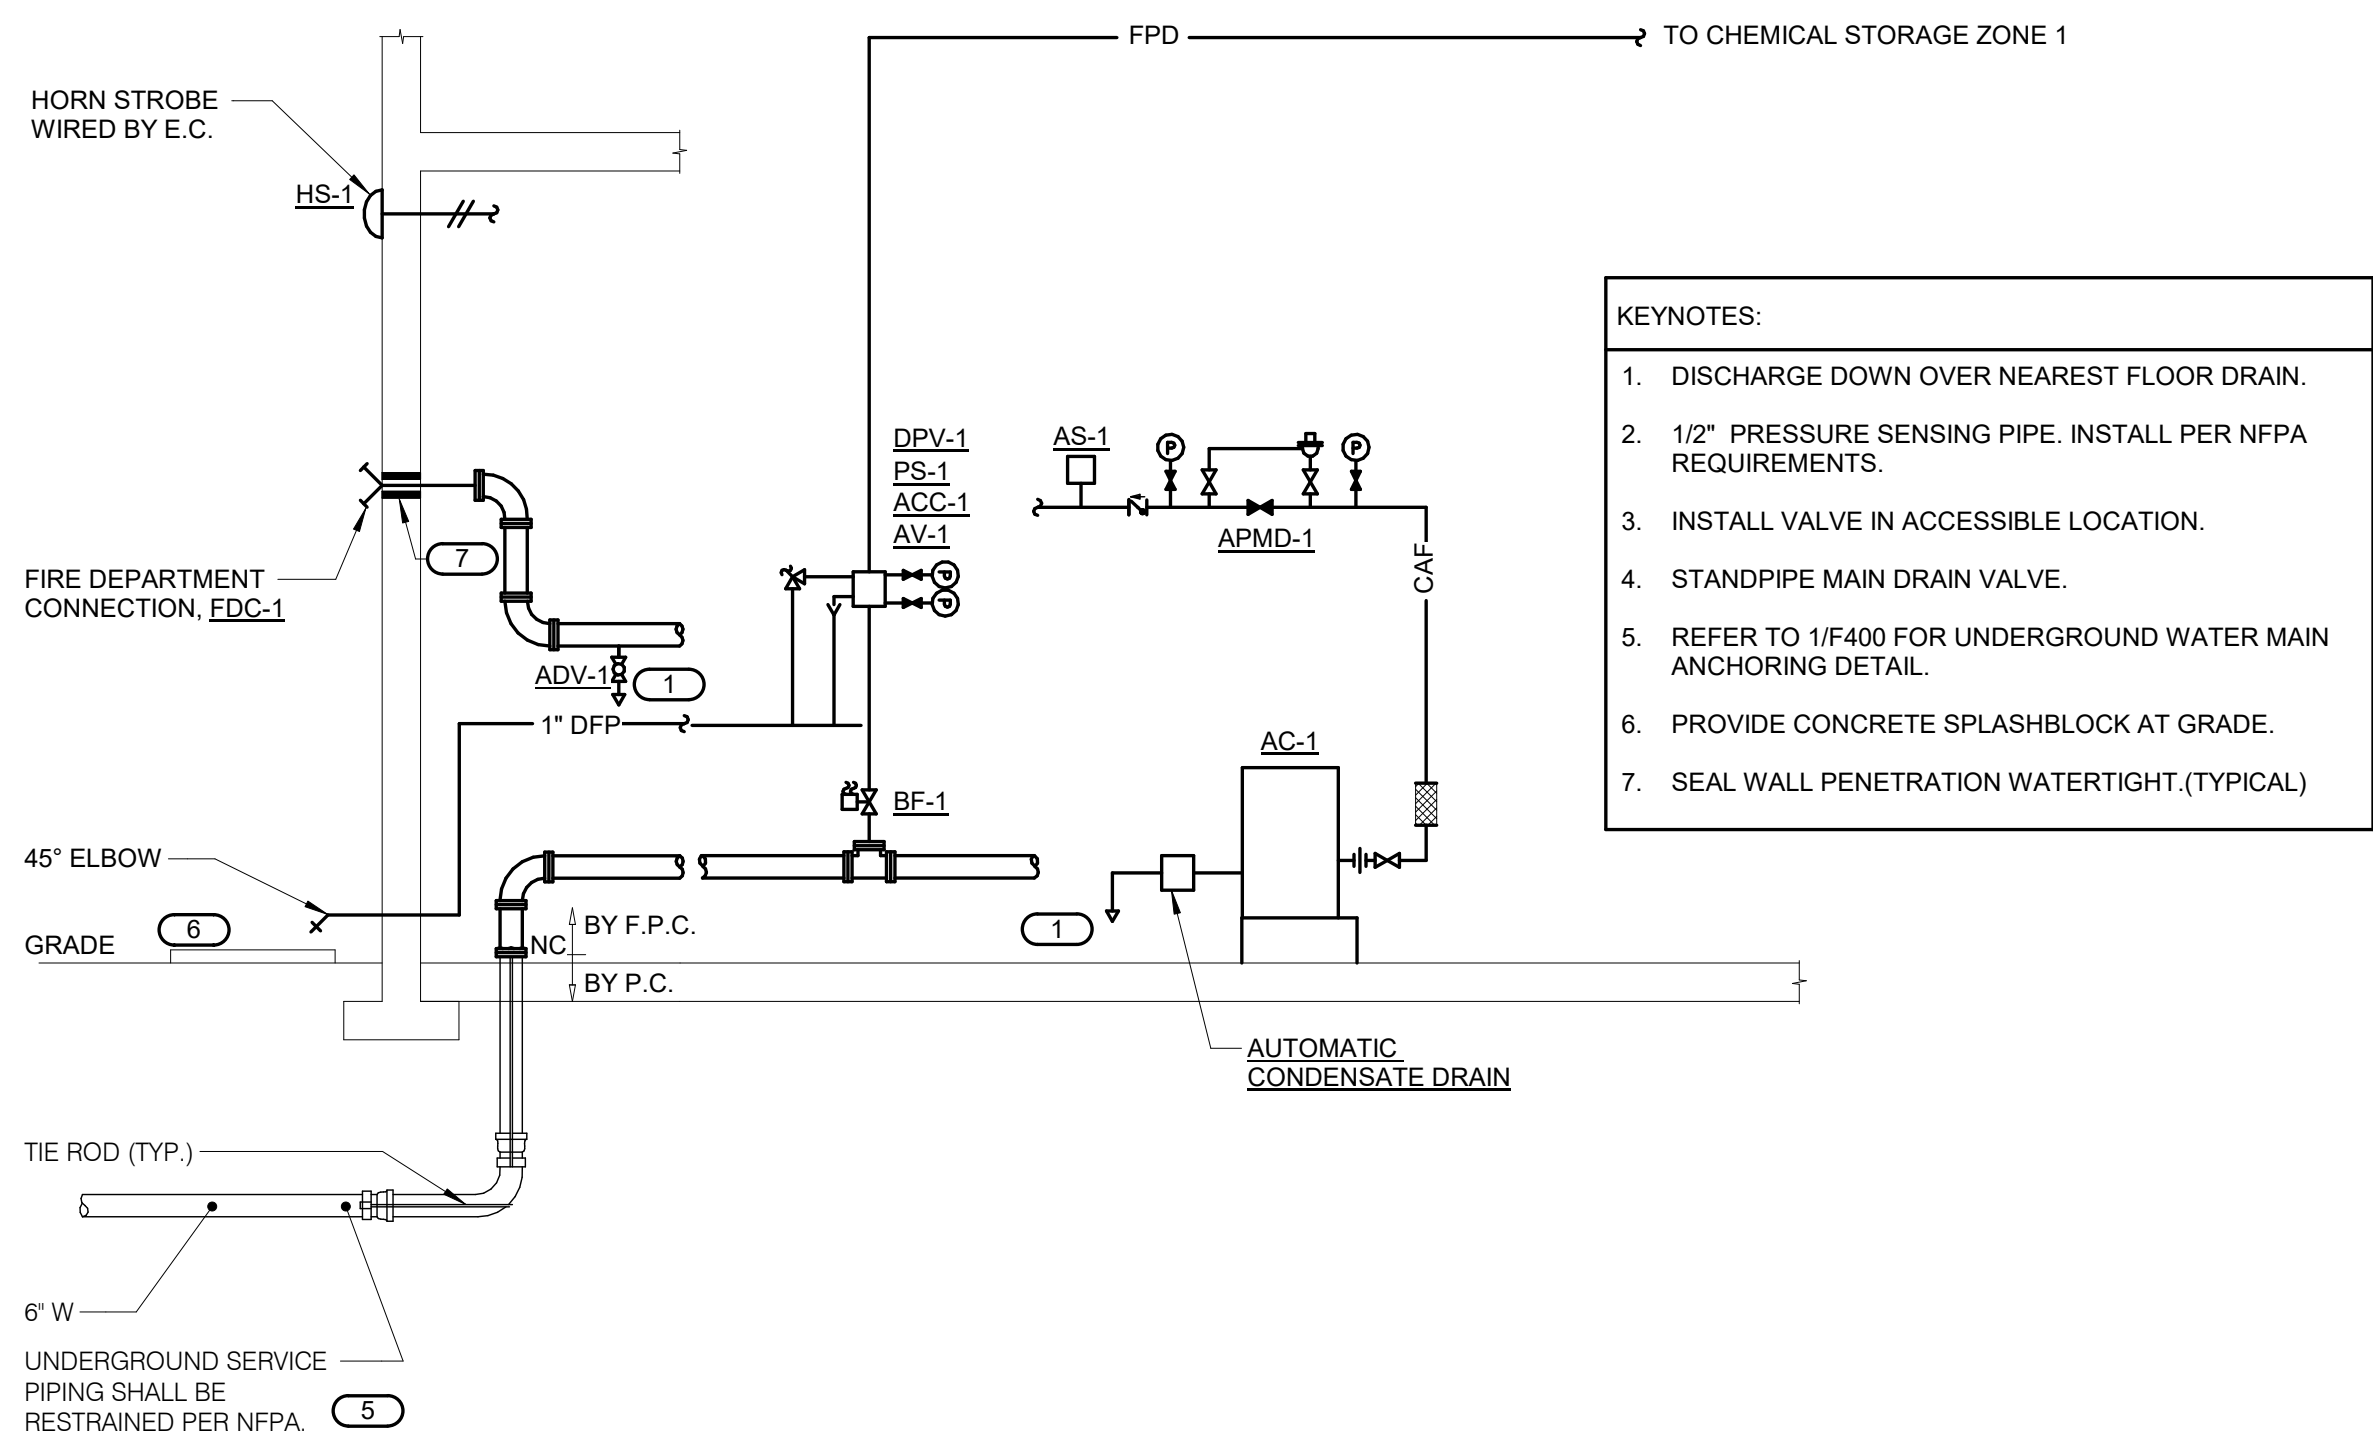 FPD
TO CHEMICAL STORAGE ZONE 1
HORN STROBE
WIRED BY E.C.
HS-1
KEYNOTES:
1. DISCHARGE DOWN OVER NEAREST FLOOR DRAIN.
2. 1/2" PRESSURE SENSING PIPE. INSTALL PER NFPA
REQUIREMENTS.
3. INSTALL VALVE IN ACCESSIBLE LOCATION.
4. STANDPIPE MAIN DRAIN VALVE.
5. REFER TO 1/F400 FOR UNDERGROUND WATER MAIN
ANCHORING DETAIL.
6. PROVIDE CONCRETE SPLASHBLOCK AT GRADE.
7. SEAL WALL PENETRATION WATERTIGHT.(TYPICAL)
DPV-1
PS-1
ACC-1
AV-1
AS-1
P
P
APMD-1
CAF
7
FIRE DEPARTMENT
CONNECTION, FDC-1
P
P
ADV-1
1
1" DFP
AC-1
BF-1
45° ELBOW
6
GRADE
NC
BY F.P.C.
BY P.C.
1
AUTOMATIC
CONDENSATE DRAIN
TIE ROD (TYP.)
6" W
UNDERGROUND SERVICE
PIPING SHALL BE
RESTRAINED PER NFPA.
5